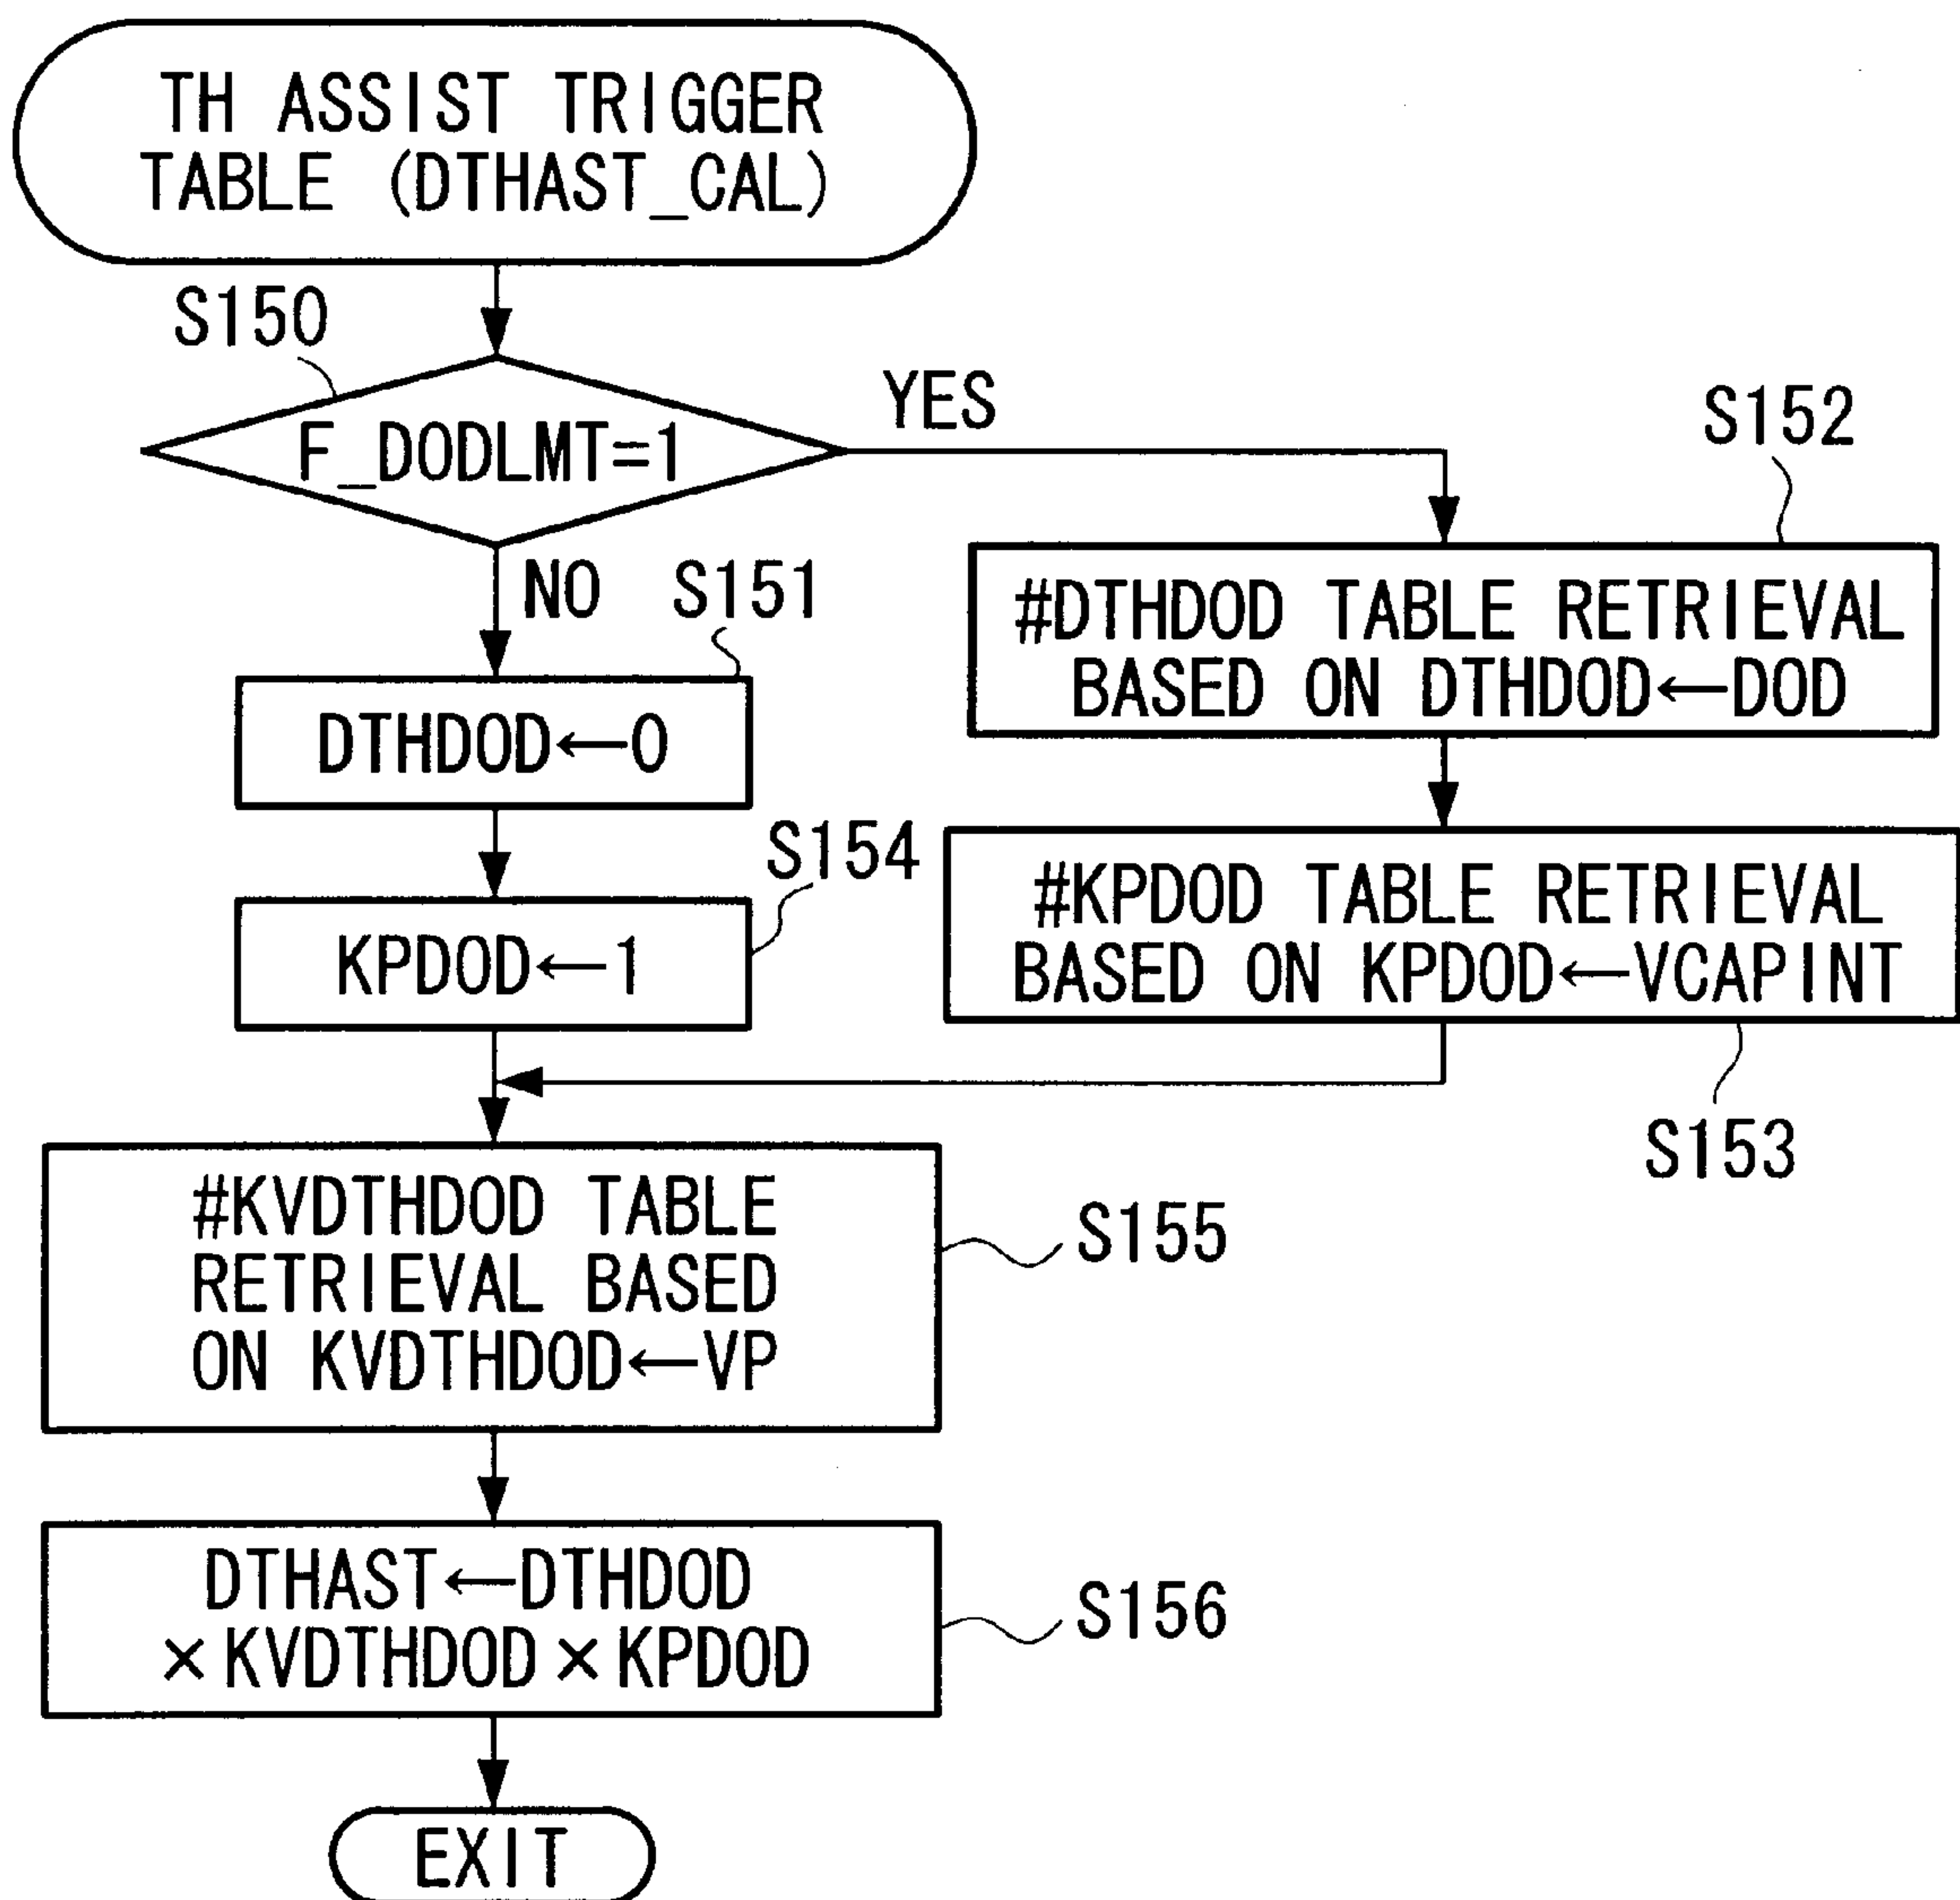 TH ASSIST TRIGGER
TABLE (DTHAST_CAL)
S150
F_DODLMT=1
YES
S152
NO
S151
#DTHDOD TABLE RETRIEVAL
BASED ON DTHDOD←DOD
DTHDOD←0
S154
#KPDOD TABLE RETRIEVAL
BASED ON KPDOD←VCAPINT
KPDOD←1
S153
#KVDTHDOD TABLE
RETRIEVAL BASED
ON KVDTHDOD←VP
S155
DTHAST←DTHDOD
×KVDTHDOD×KPDOD
S156
EXIT